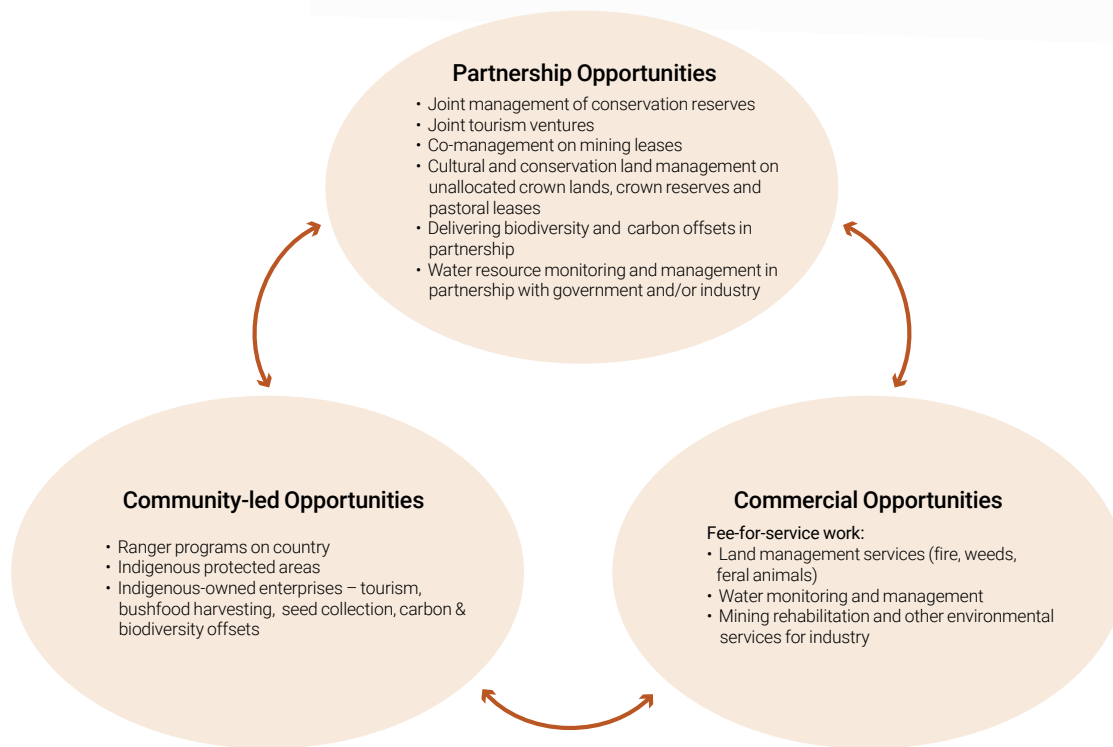 Partnership Opportunities
• Joint management of conservation reserves
• Joint tourism ventures
• Co-management on mining leases
• Cultural and conservation land management on
unallocated crown lands, crown reserves and
pastoral leases
• Delivering biodiversity and carbon offsets in
partnership
• Water resource monitoring and management in
partnership with government and/or industry
Community-led Opportunities
• Ranger programs on country
• Indigenous protected areas
• Indigenous-owned enterprises – tourism,
bushfood harvesting, seed collection, carbon &
biodiversity offsets
Commercial Opportunities
Fee-for-service work:
• Land management services (fire, weeds,
feral animals)
• Water monitoring and management
• Mining rehabilitation and other environmental
services for industry